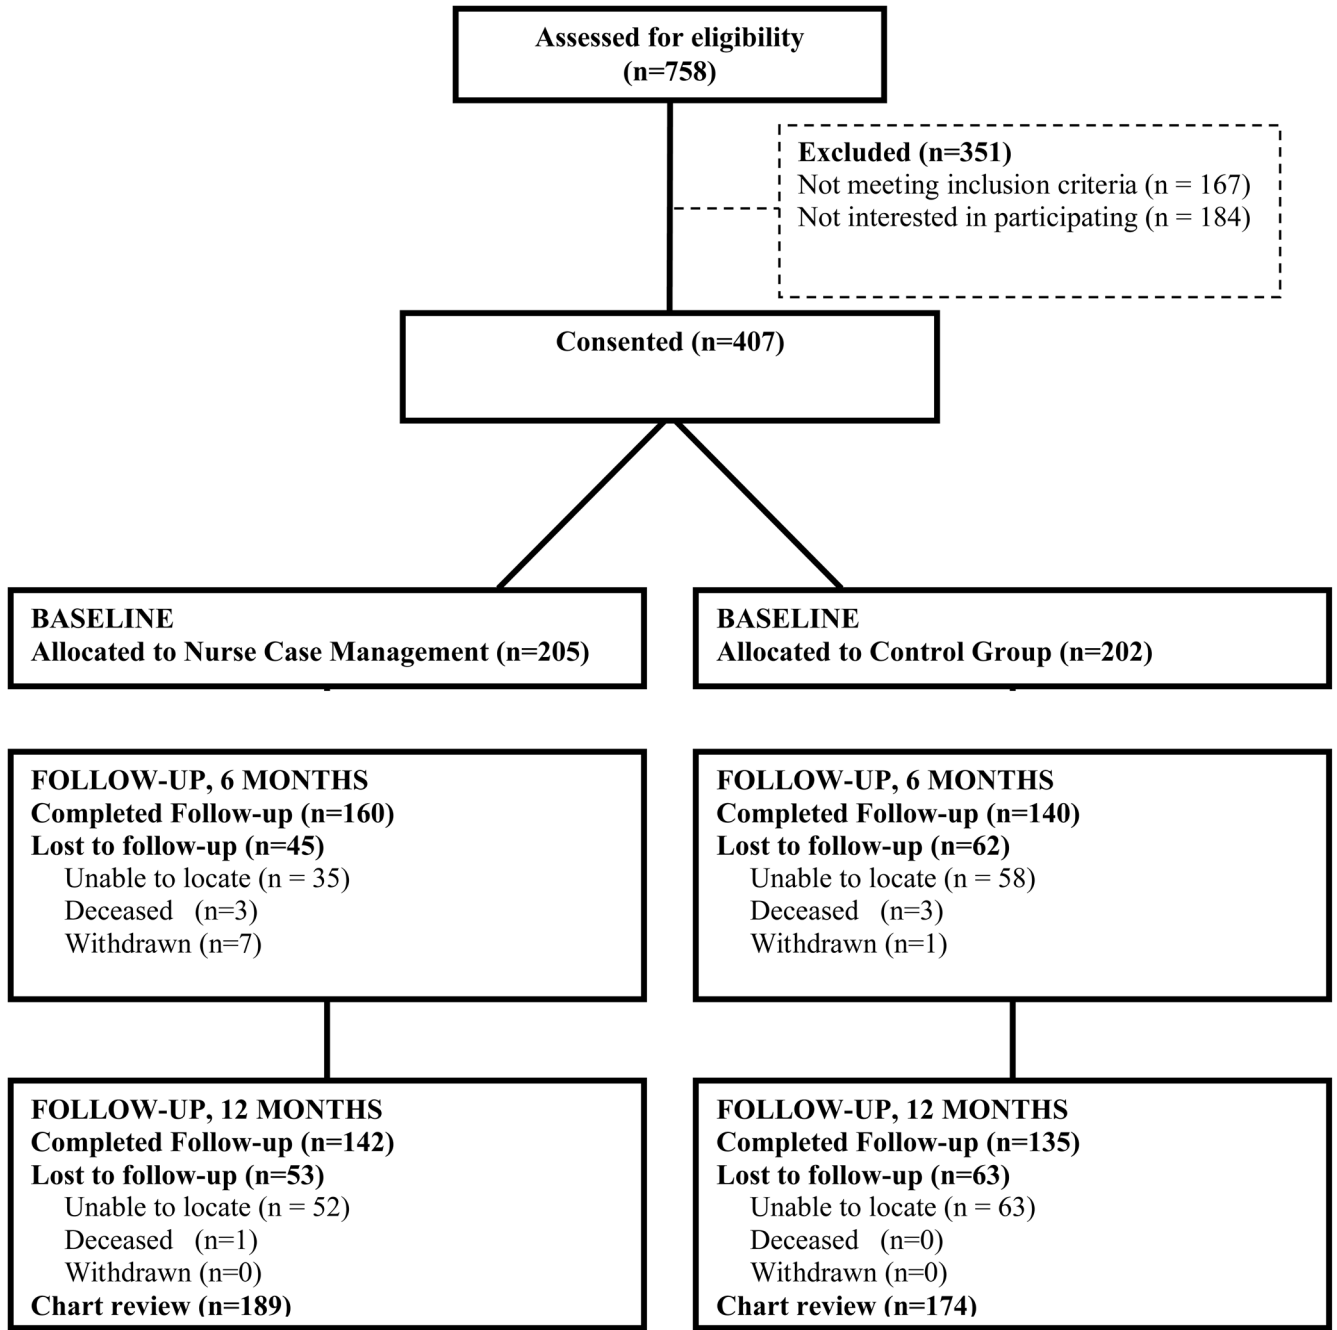 Assessed for eligibility
(n=758)
Excluded (n=351)
Not meeting inclusion criteria (n = 167)
Not interested in participating (n = 184)
Consented (n=407)
BASELINE
Allocated to Nurse Case Management (n=205)
BASELINE
Allocated to Control Group (n=202)
FOLLOW-UP, 6 MONTHS
Completed Follow-up (n=160)
Lost to follow-up (n=45)
Unable to locate (n = 35)
Deceased   (n=3)
Withdrawn (n=7)
FOLLOW-UP, 6 MONTHS
Completed Follow-up (n=140)
Lost to follow-up (n=62)
Unable to locate (n = 58)
Deceased   (n=3)
Withdrawn (n=1)
FOLLOW-UP, 12 MONTHS
Completed Follow-up (n=142)
Lost to follow-up (n=53)
Unable to locate (n = 52)
Deceased   (n=1)
Withdrawn (n=0)
Chart review (n=189)
FOLLOW-UP, 12 MONTHS
Completed Follow-up (n=135)
Lost to follow-up (n=63)
Unable to locate (n = 63)
Deceased   (n=0)
Withdrawn (n=0)
Chart review (n=174)